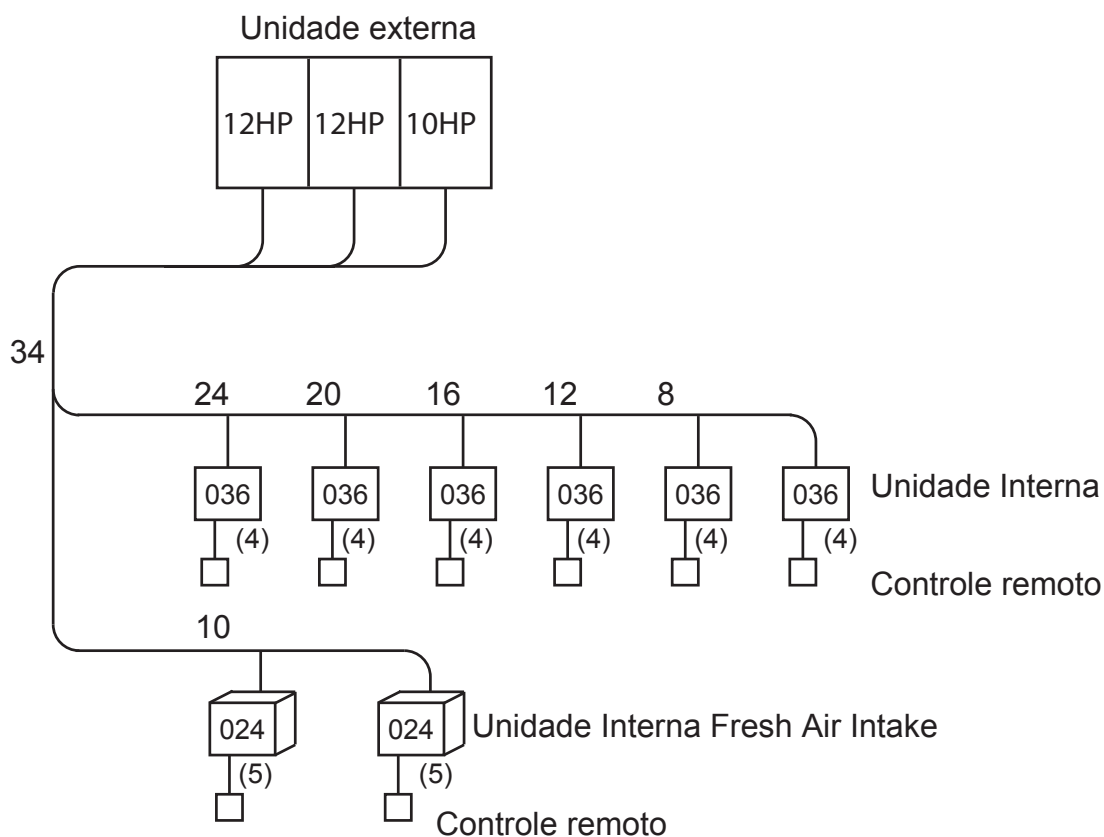 Unidade externa
12HP 12HP 10HP
34
24 20 16 12 8
036 036 036 036 036 036 Unidade Interna
(4) (4) (4) (4) (4) (4)
Controle remoto
10
024 024 Unidade Interna Fresh Air Intake
(5) (5)
Controle remoto